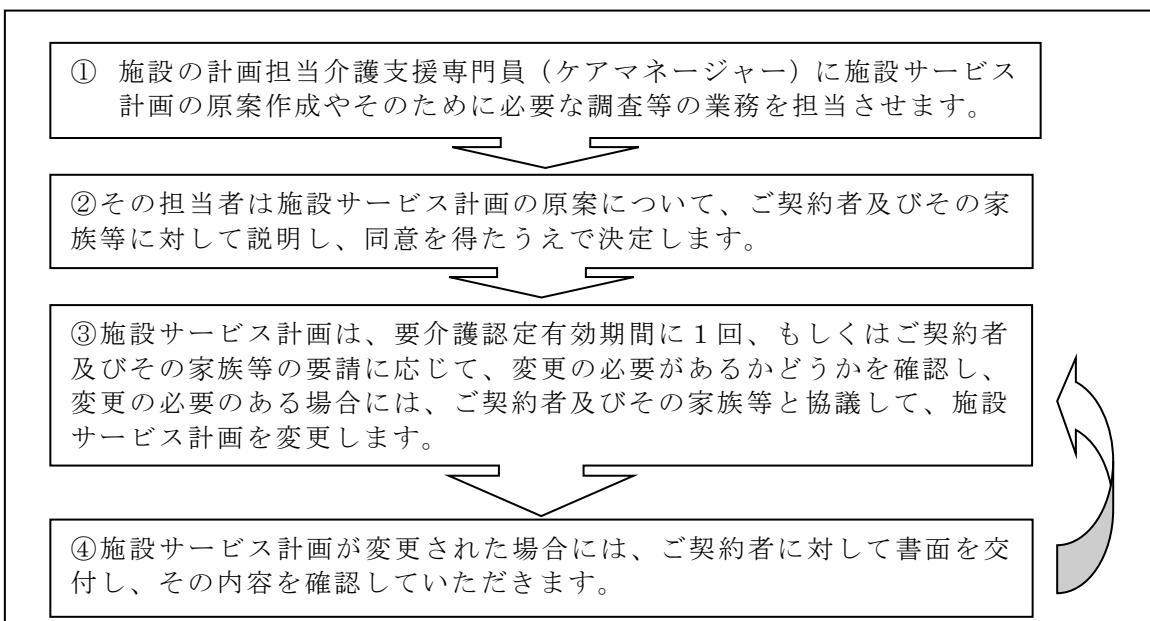 ① 施設の計画担当介護支援専門員（ケアマネージャー）に施設サービス
計画の原案作成やそのために必要な調査等の業務を担当させます。
②その担当者は施設サービス計画の原案について、ご契約者及びその家
族等に対して説明し、同意を得たうえで決定します。
③施設サービス計画は、要介護認定有効期間に１回、もしくはご契約者
及びその家族等の要請に応じて、変更の必要があるかどうかを確認し、
変更の必要のある場合には、ご契約者及びその家族等と協議して、施設
サービス計画を変更します。
④施設サービス計画が変更された場合には、ご契約者に対して書面を交
付し、その内容を確認していただきます。